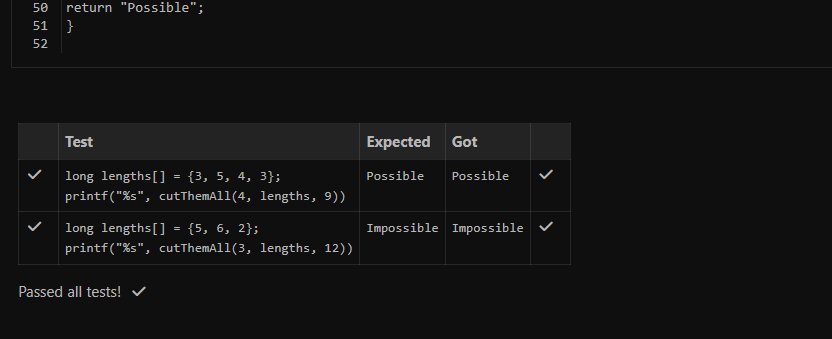 50 return "Possible";
51 }
52
Test Expected Got
long lengths[] = {3, 5, 4, 3}; Possible Possible
printf("%s", cutThemAll(4, lengths, 9))
long lengths[] = {5, 6, 2}; Impossible Impossible
printf("%s", cutThemAll(3, lengths, 12))
Passed all tests!